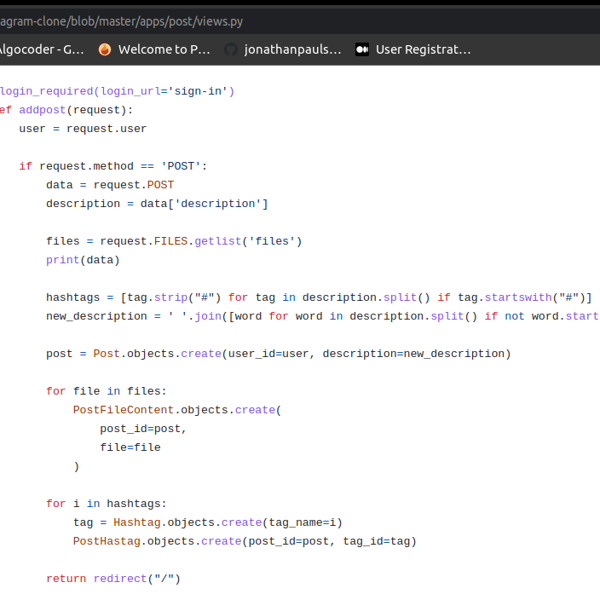 agram-clone/blob/master/apps/post/views.py
Algocoder - G... Welcome to P... jonathanpauls... User Registrat...
login_required(login_url='sign-in')
ef addpost(request):
    user = request.user
    if request.method == 'POST':
        data = request.POST
        description = data['description']
        files = request.FILES.getlist('files')
        print(data)
        hashtags = [tag.strip("#") for tag in description.split() if tag.startswith("#")]
        new_description = ' '.join([word for word in description.split() if not word.start
        post = Post.objects.create(user_id=user, description=new_description)
        for file in files:
            PostFileContent.objects.create(
                post_id=post,
                file=file
            )
        for i in hashtags:
            tag = Hashtag.objects.create(tag_name=i)
            PostHastag.objects.create(post_id=post, tag_id=tag)
        return redirect("/")